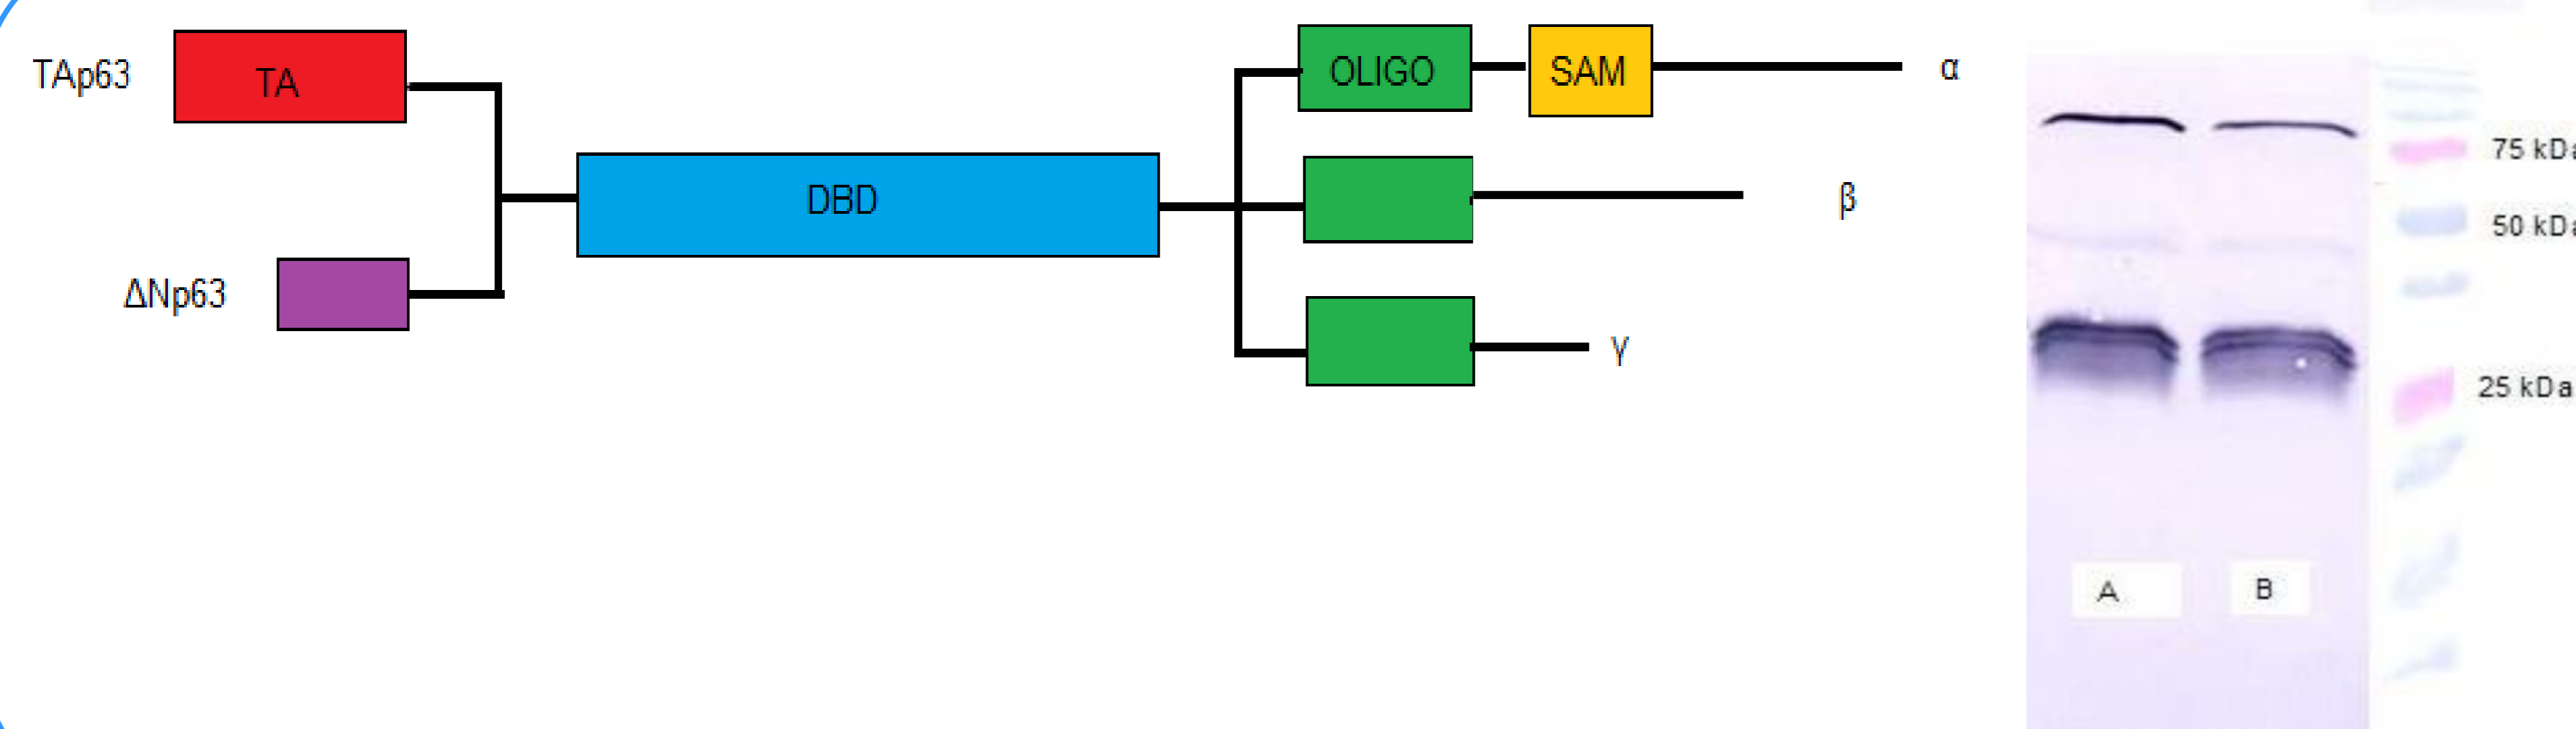 TAp63
TA
ΔNp63
DBD
OLIGO
SAM
α
β
γ
75 kDa
50 kDa
25 kDa
A
B